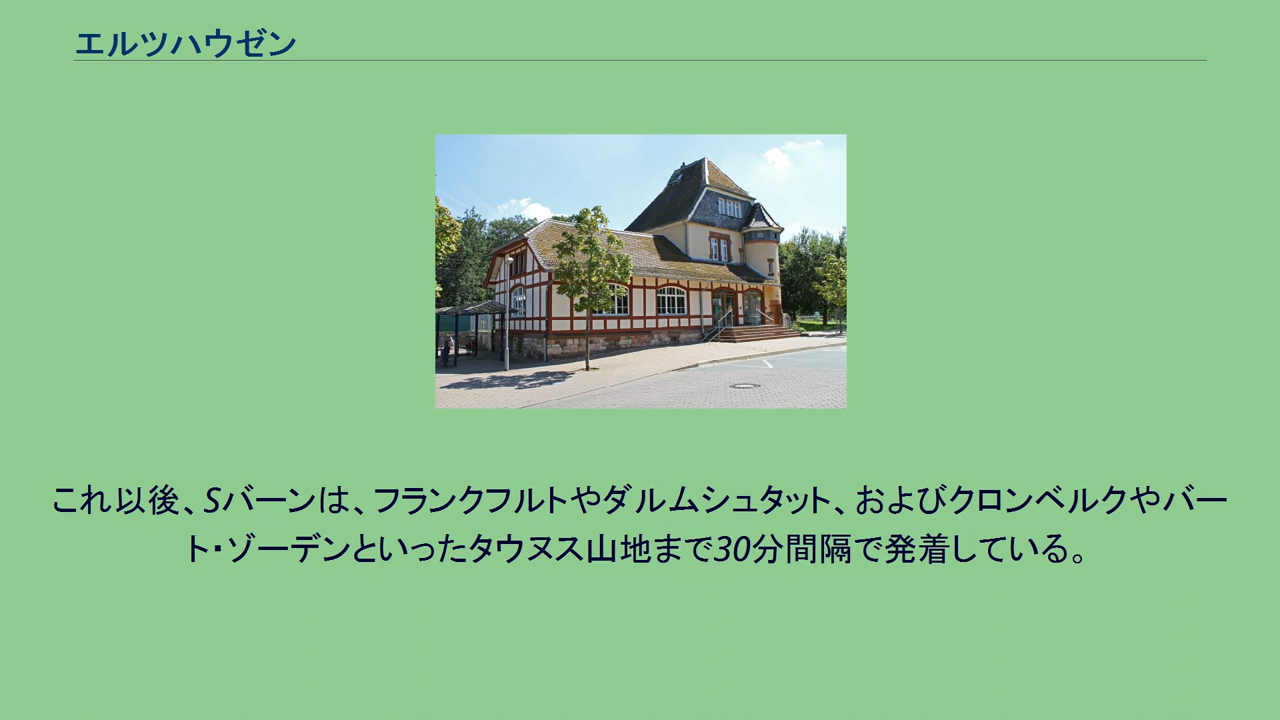 エルツハウゼン
これ以後、Sバーンは、フランクフルトやダルムシュタット、およびクロンベルクやバー
ト・ゾーデンといったタウヌス山地まで30分間隔で発着している。